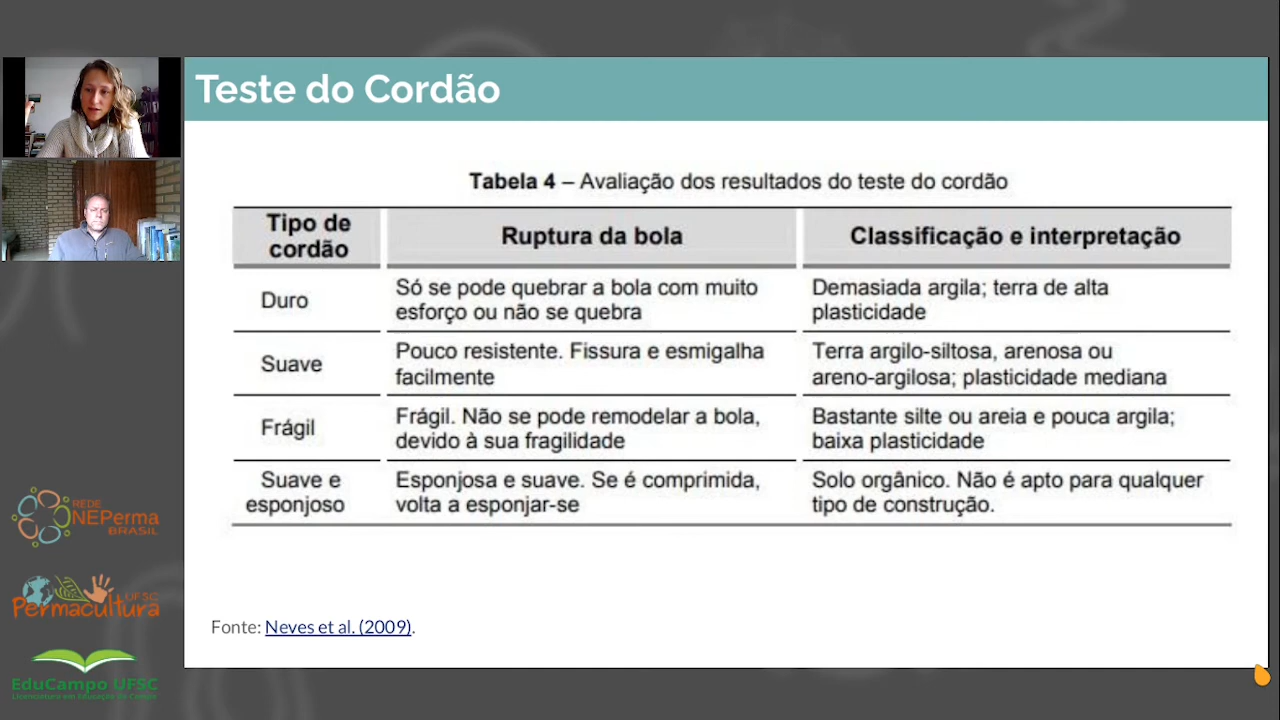 Teste do Cordão
Tabela 4 – Avaliação dos resultados do teste do cordão
Tipo de
cordão
Ruptura da bola
Classificação e interpretação
Duro
Só se pode quebrar a bola com muito
esforço ou não se quebra
Demasiada argila; terra de alta
plasticidade
Suave
Pouco resistente. Fissura e esmigalha
facilmente
Terra argilo-siltosa, arenosa ou
areno-argilosa; plasticidade mediana
Frágil
Frágil. Não se pode remodelar a bola,
devido à sua fragilidade
Bastante silte ou areia e pouca argila;
baixa plasticidade
Suave e
esponjoso
Esponjosa e suave. Se é comprimida,
volta a esponjar-se
Solo orgânico. Não é apto para qualquer
tipo de construção.
Fonte: Neves et al. (2009).
REDE
NEPerma
BRASIL
UFSC
Permacultura
EduCampo UFSC
Licenciatura em Educação do Campo